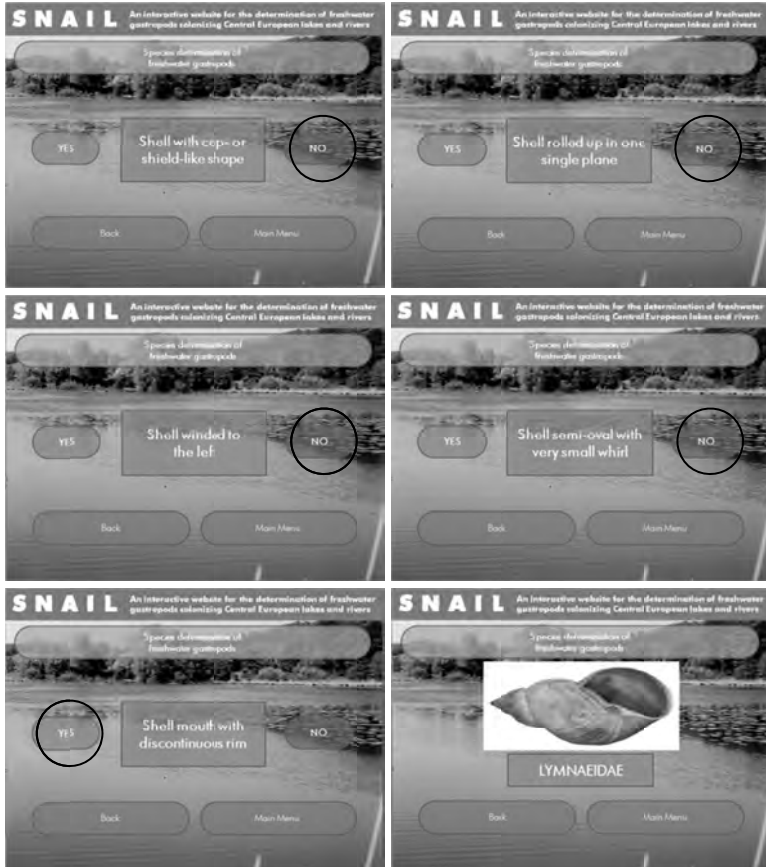 SNAIL An interactive website for the determination of freshwater
gastropods colonizing Central European lakes and rivers
Species determination of
freshwater gastropods
YES
Shell with cap- or
shield-like shape
NO
Back
Main Menu
SNAIL An interactive website for the determination of freshwater
gastropods colonizing Central European lakes and rivers
Species determination of
freshwater gastropods
YES
Shell rolled up in one
single plane
NO
Back
Main Menu
SNAIL An interactive website for the determination of freshwater
gastropods colonizing Central European lakes and rivers
Species determination of
freshwater gastropods
YES
Shell winded to
the left
NO
Back
Main Menu
SNAIL An interactive website for the determination of freshwater
gastropods colonizing Central European lakes and rivers
Species determination of
freshwater gastropods
YES
Shell semi-oval with
very small whirl
NO
Back
Main Menu
SNAIL An interactive website for the determination of freshwater
gastropods colonizing Central European lakes and rivers
Species determination of
freshwater gastropods
YES
Shell mouth with
discontinuous rim
NO
Back
Main Menu
SNAIL An interactive website for the determination of freshwater
gastropods colonizing Central European lakes and rivers
Species determination of
freshwater gastropods
LYMNAEIDAE
Back
Main Menu